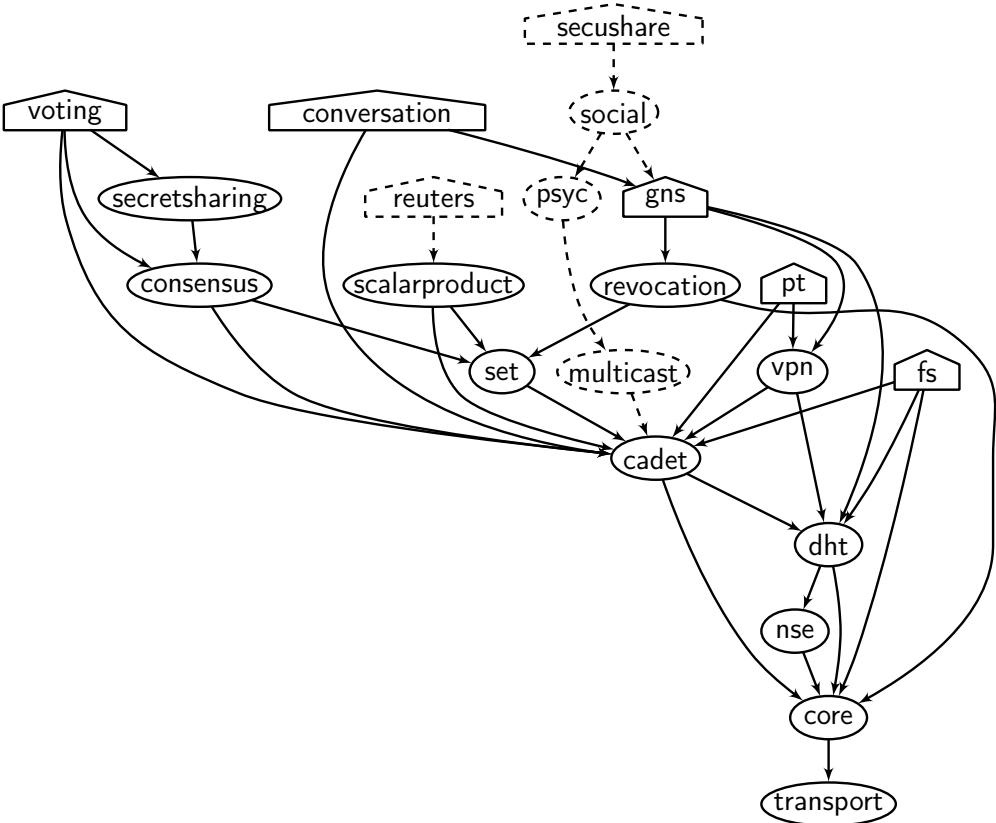 secushare
voting
conversation
social
secretsharing
reuters
psyc
gns
consensus
scalarproduct
revocation
pt
set
multicast
vpn
fs
cadet
dht
nse
core
transport